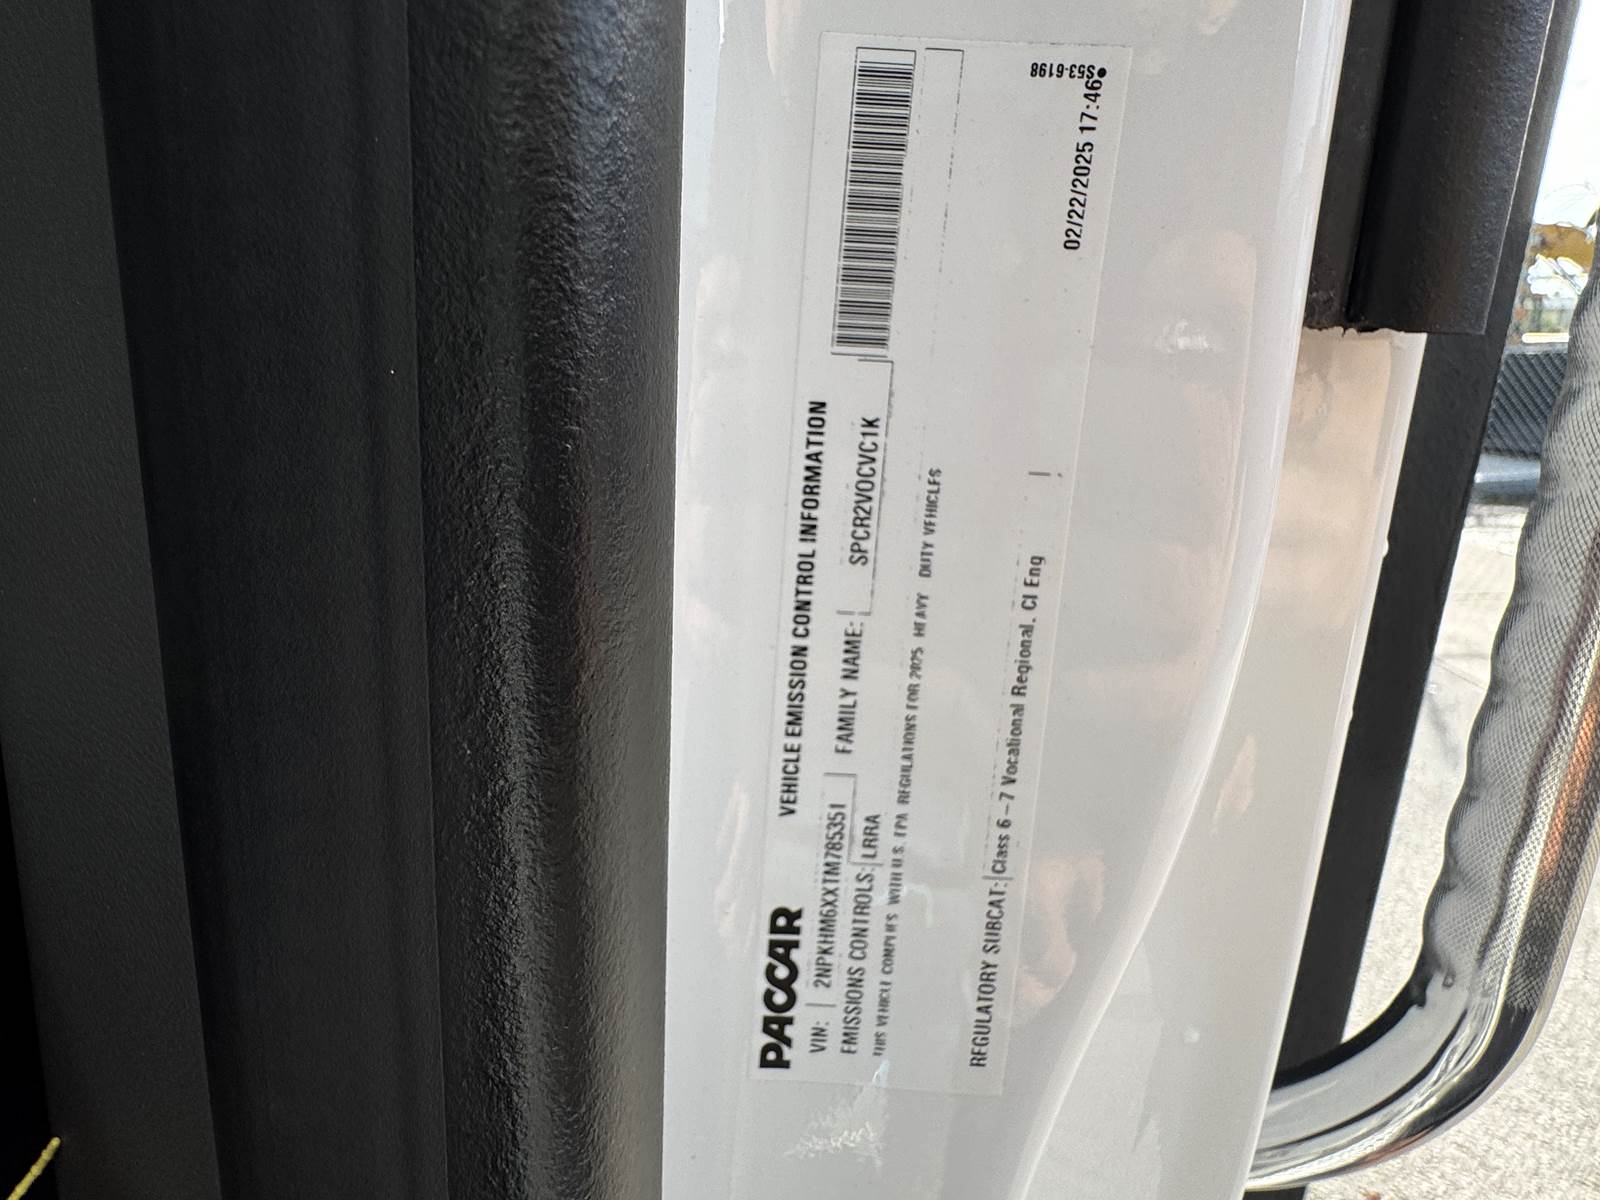 PACCAR
VEHICLE EMISSION CONTROL INFORMATION
VIN: 2NPKHM6XXTM785351 FAMILY NAME: SPCR2VOCVC1K
EMISSIONS CONTROLS: LRRA
THIS VEHICLE COMPLIES WITH U.S. EPA REGULATIONS FOR 2025 HEAVY DUTY VEHICLES
REGULATORY SUBCAT: Class 6-7 Vocational Regional, CI Eng
02/22/2025 17:46
S53-6198